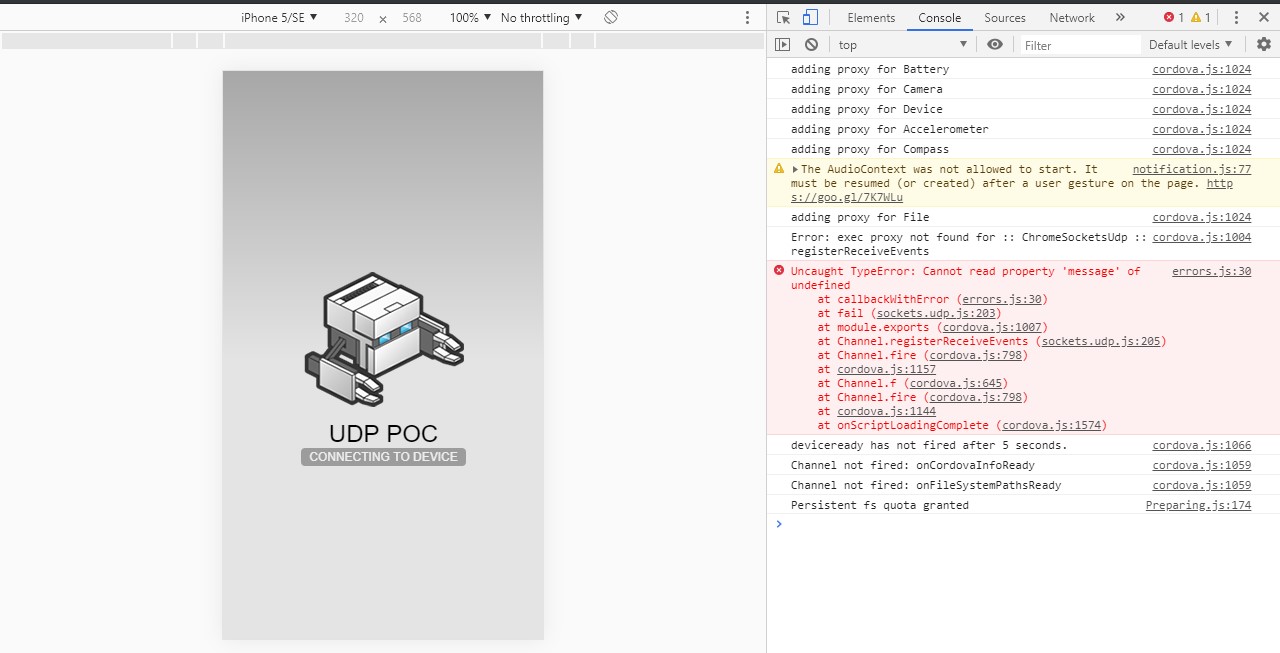 iPhone 5/SE ▼ 320 × 568 100% ▼ No throttling ▼
Elements Console Sources Network » 1 1
top ▼ Filter Default levels ▼
adding proxy for Battery cordova.js:1024
adding proxy for Camera cordova.js:1024
adding proxy for Device cordova.js:1024
adding proxy for Accelerometer cordova.js:1024
adding proxy for Compass cordova.js:1024
The AudioContext was not allowed to start. It notification.js:77
must be resumed (or created) after a user gesture on the page. http
s://goo.gl/7K7WLu
adding proxy for File cordova.js:1024
Error: exec proxy not found for :: ChromeSocketsUdp :: cordova.js:1004
registerReceiveEvents
Uncaught TypeError: Cannot read property 'message' of errors.js:30
undefined
at callbackWithError (errors.js:30)
at fail (sockets.udp.js:203)
at module.exports (cordova.js:1007)
at Channel.registerReceiveEvents (sockets.udp.js:205)
at Channel.fire (cordova.js:798)
at cordova.js:1157
at Channel.f (cordova.js:645)
at Channel.fire (cordova.js:798)
at cordova.js:1144
at onScriptLoadingComplete (cordova.js:1574)
deviceready has not fired after 5 seconds. cordova.js:1066
Channel not fired: onCordovaInfoReady cordova.js:1059
Channel not fired: onFileSystemPathsReady cordova.js:1059
Persistent fs quota granted Preparing.js:174
UDP POC
CONNECTING TO DEVICE